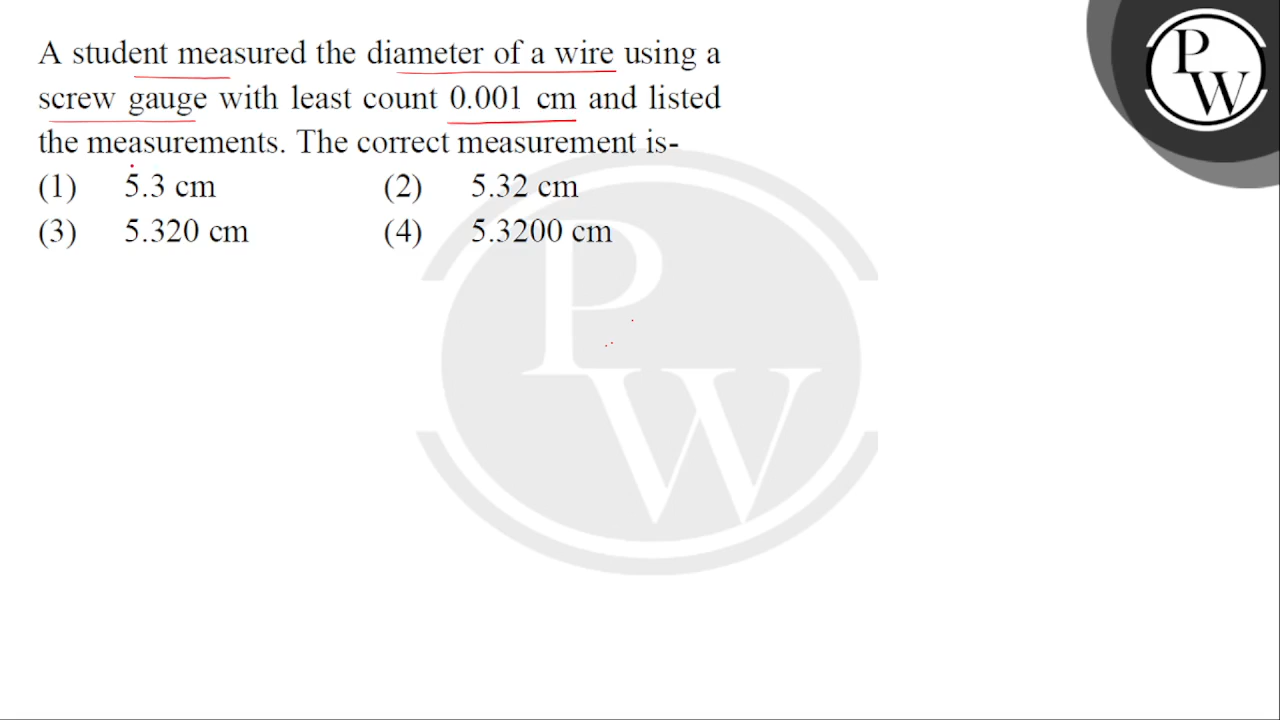 A student measured the diameter of a wire using a
screw gauge with least count 0.001 cm and listed
the measurements. The correct measurement is-
(1) 5.3 cm (2) 5.32 cm
(3) 5.320 cm (4) 5.3200 cm
P
W
P
W